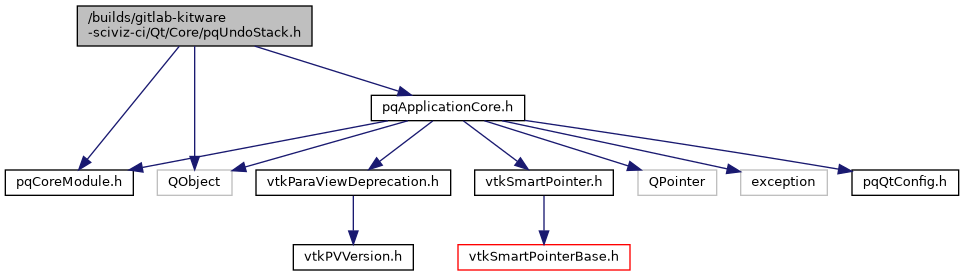 /builds/gitlab-kitware
-sciviz-ci/Qt/Core/pqUndoStack.h
pqApplicationCore.h
pqCoreModule.h
QObject
vtkParaViewDeprecation.h
vtkSmartPointer.h
QPointer
exception
pqQtConfig.h
vtkPVVersion.h
vtkSmartPointerBase.h